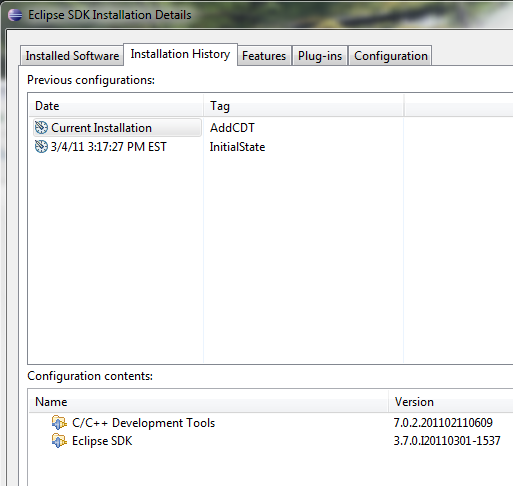 Eclipse SDK Installation Details
Installed Software Installation History Features Plug-ins Configuration
Previous configurations:
Date Tag
Current Installation AddCDT
3/4/11 3:17:27 PM EST InitialState
Configuration contents:
Name Version
C/C++ Development Tools 7.0.2.201102110609
Eclipse SDK 3.7.0.I20110301-1537